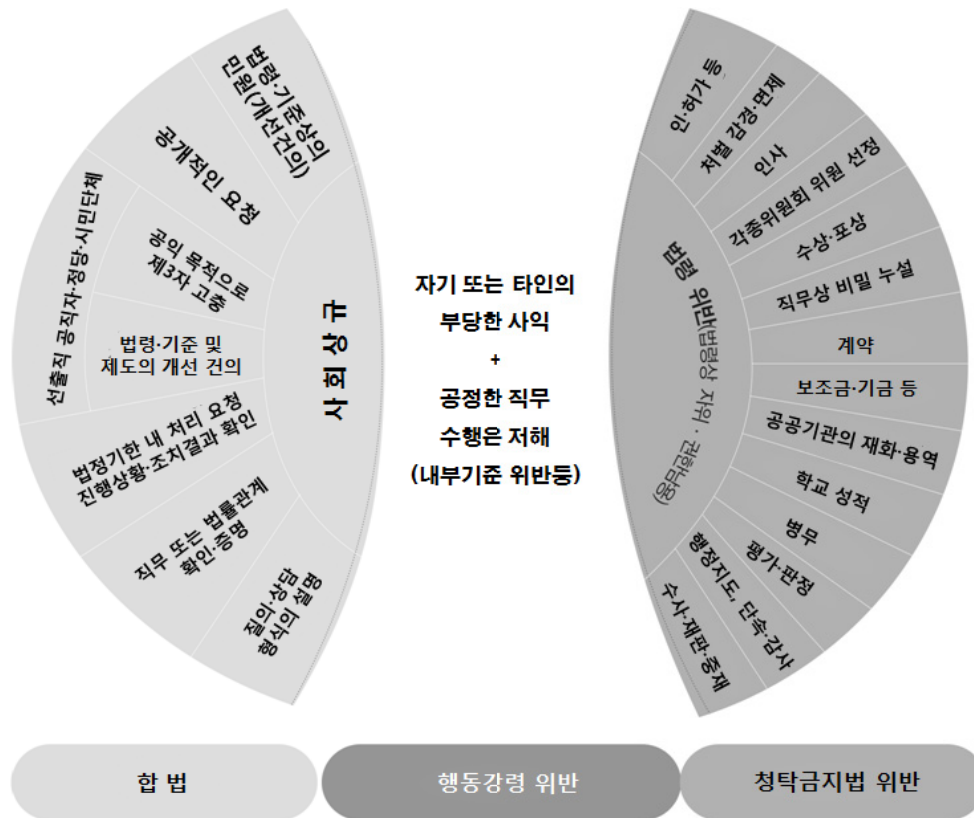 법령·기준상의
민원(개선건의)
공개적인 요청
선출직 공직자·정당·시민단체
공익 목적으로
제3자 고충
법령·기준 및
제도의 개선 건의
법정기한 내 처리 요청
진행상황·조치결과 확인
직무 또는 법률관계
확인·증명
질의·상담
형식의 설명
사회상규
자기 또는 타인의
부당한 사익
+
공정한 직무
수행은 저해
(내부기준 위반등)
법령 위반(법령상 지위·권한남용)
인·허가 등
처벌 감경·면제
인사
각종위원회 위원 선정
수상·포상
직무상 비밀 누설
계약
보조금·기금 등
공공기관의 재화·용역
학교 성적
병무
평가·판정
행정지도, 단속·감사
수사·재판·중재
합 법
행동강령 위반
청탁금지법 위반